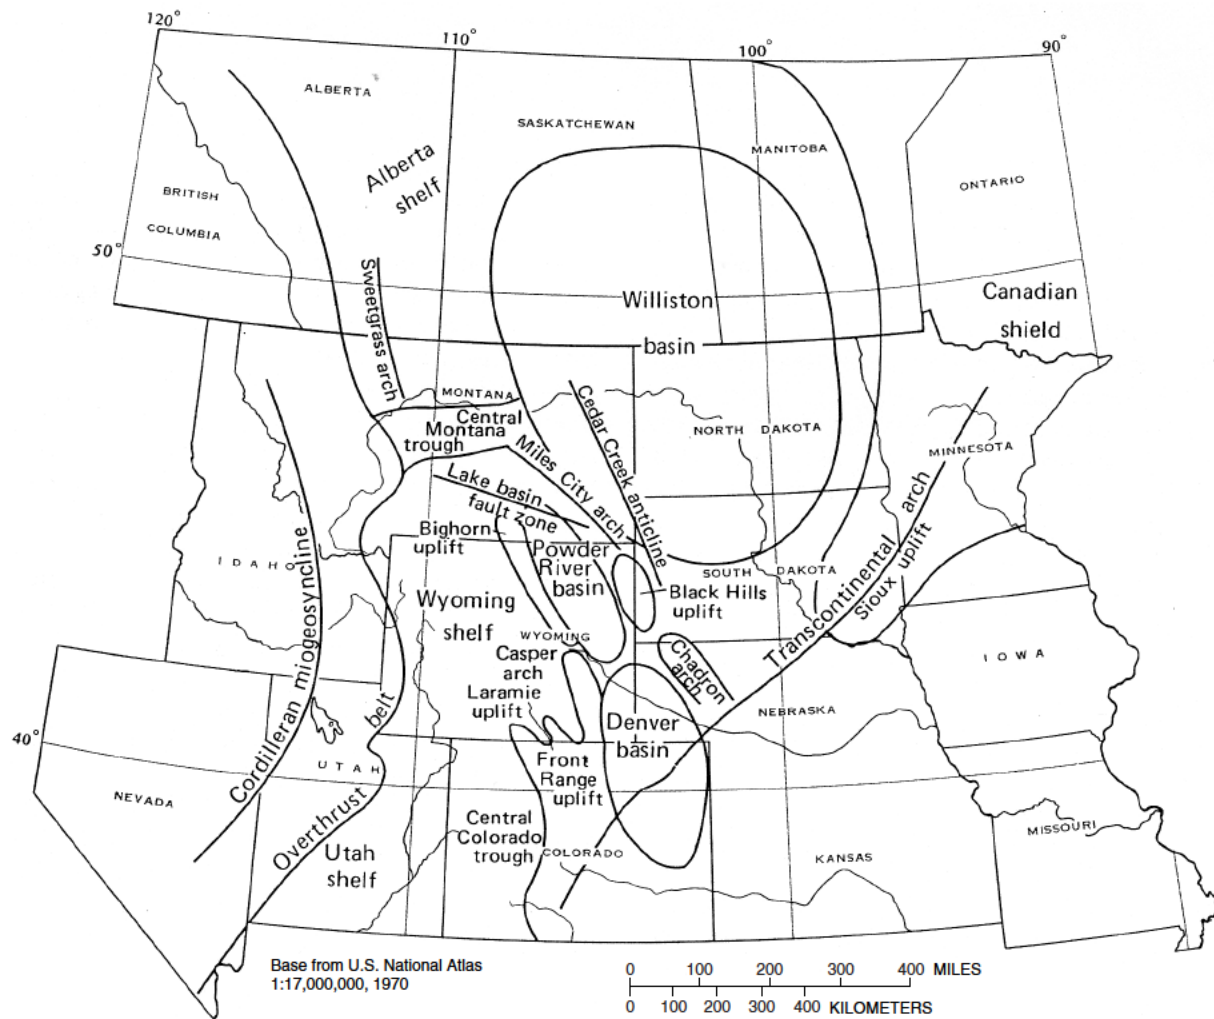 120°
110°
100°
90°
ALBERTA
SASKATCHEWAN
MANITOBA
ONTARIO
Alberta
shelf
BRITISH
COLUMBIA
50°
Sweetgrass arch
Williston
basin
Canadian
shield
MONTANA
Central
Montana
trough
Cedar Creek anticline
NORTH DAKOTA
MINNESOTA
Miles City arch
Lake basin
fault zone
Bighorn
uplift
Powder
River
basin
SOUTH DAKOTA
Black Hills
uplift
Transcontinental arch
Sioux uplift
IDAHO
Cordilleran miogeosyncline
Wyoming
shelf
WYOMING
Casper
arch
Laramie
uplift
Chadron
arch
IOWA
NEBRASKA
Denver
basin
40°
Overthrust belt
UTAH
NEVADA
Front
Range
uplift
Central
Colorado
trough
COLORADO
Utah
shelf
KANSAS
MISSOURI
Base from U.S. National Atlas
1:17,000,000, 1970
0 100 200 300 400 MILES
0 100 200 300 400 KILOMETERS